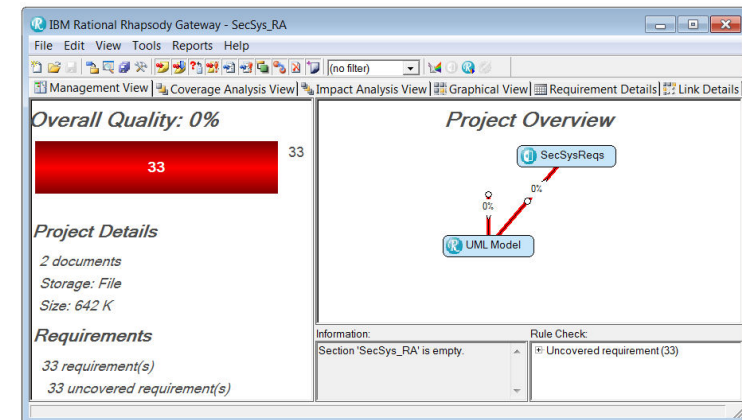 IBM Rational Rhapsody Gateway - SecSys_RA
File Edit View Tools Reports Help
(no filter)
Management View Coverage Analysis View Impact Analysis View Graphical View Requirement Details Link Details
Overall Quality: 0%
33
33
Project Details
2 documents
Storage: File
Size: 642 K
Requirements
33 requirement(s)
33 uncovered requirement(s)
Project Overview
SecSysReqs
0%
0%
UML Model
Information:
Section 'SecSys_RA' is empty.
Rule Check:
Uncovered requirement (33)